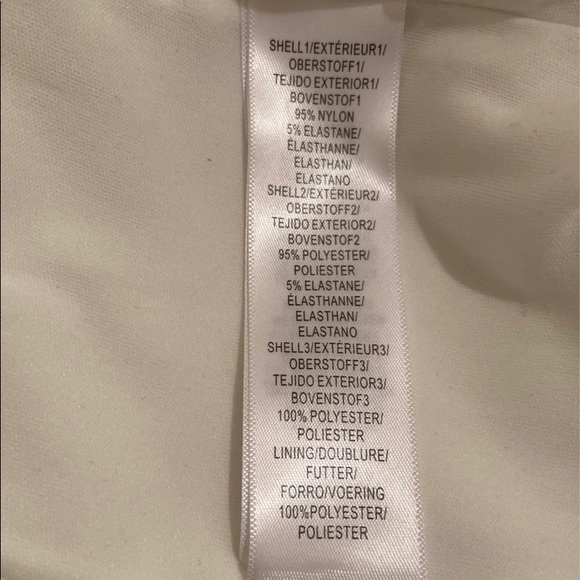 SHELL1/EXTÉRIEUR1/
OBERSTOFF1/
TEJIDO EXTERIOR1/
BOVENSTOF1
95% NYLON
5% ELASTANE/
ÉLASTHANNE/
ELASTHAN/
ELASTANO
SHELL2/EXTÉRIEUR2/
OBERSTOFF2/
TEJIDO EXTERIOR2/
BOVENSTOF2
95% POLYESTER/
POLIESTER
5% ELASTANE/
ÉLASTHANNE/
ELASTHAN/
ELASTANO
SHELL3/EXTÉRIEUR3/
OBERSTOFF3/
TEJIDO EXTERIOR3/
BOVENSTOF3
100% POLYESTER/
POLIESTER
LINING/DOUBLURE/
FUTTER/
FORRO/VOERING
100%POLYESTER/
POLIESTER